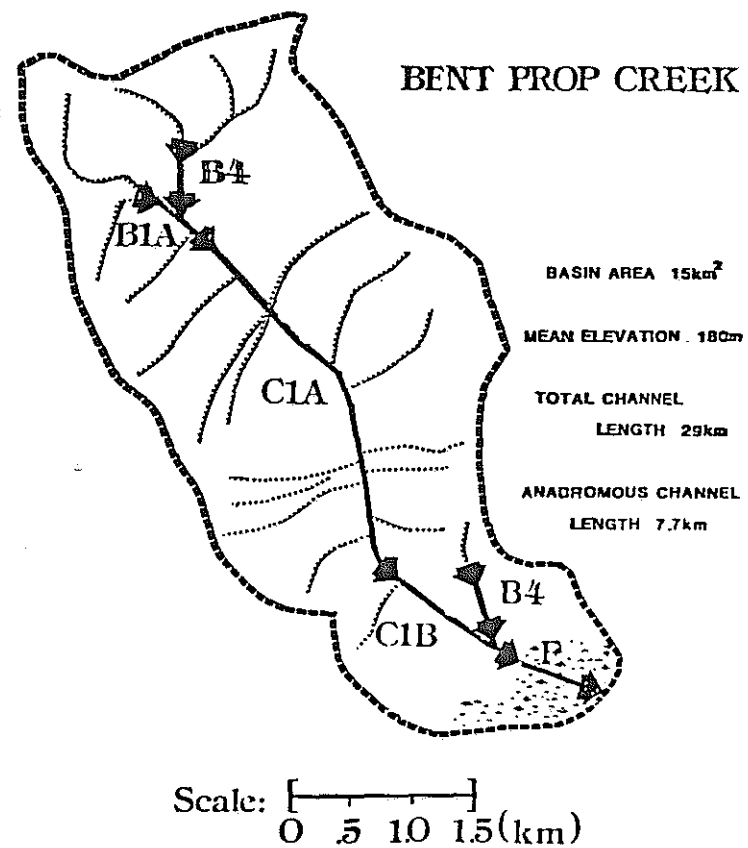 BENT PROP CREEK
B4
B1A
BASIN AREA 15km²
MEAN ELEVATION 180m
C1A
TOTAL CHANNEL
LENGTH 29km
ANADROMOUS CHANNEL
LENGTH 7.7km
B4
C1B
Scale:
0 .5 1.0 1.5(km)